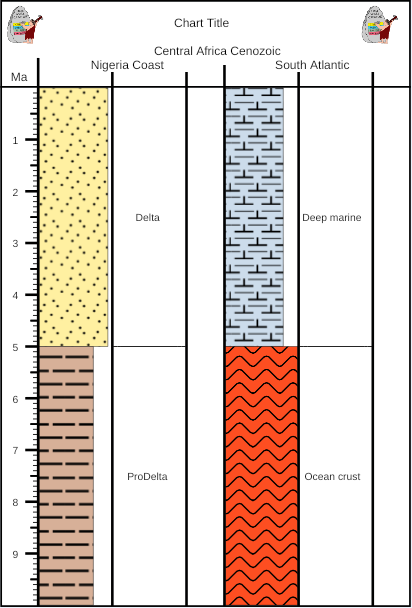 Chart Title
Central Africa Cenozoic
Nigeria Coast South Atlantic
Ma
1
2
Delta Deep marine
3
4
5
6
7
ProDelta Ocean crust
8
9